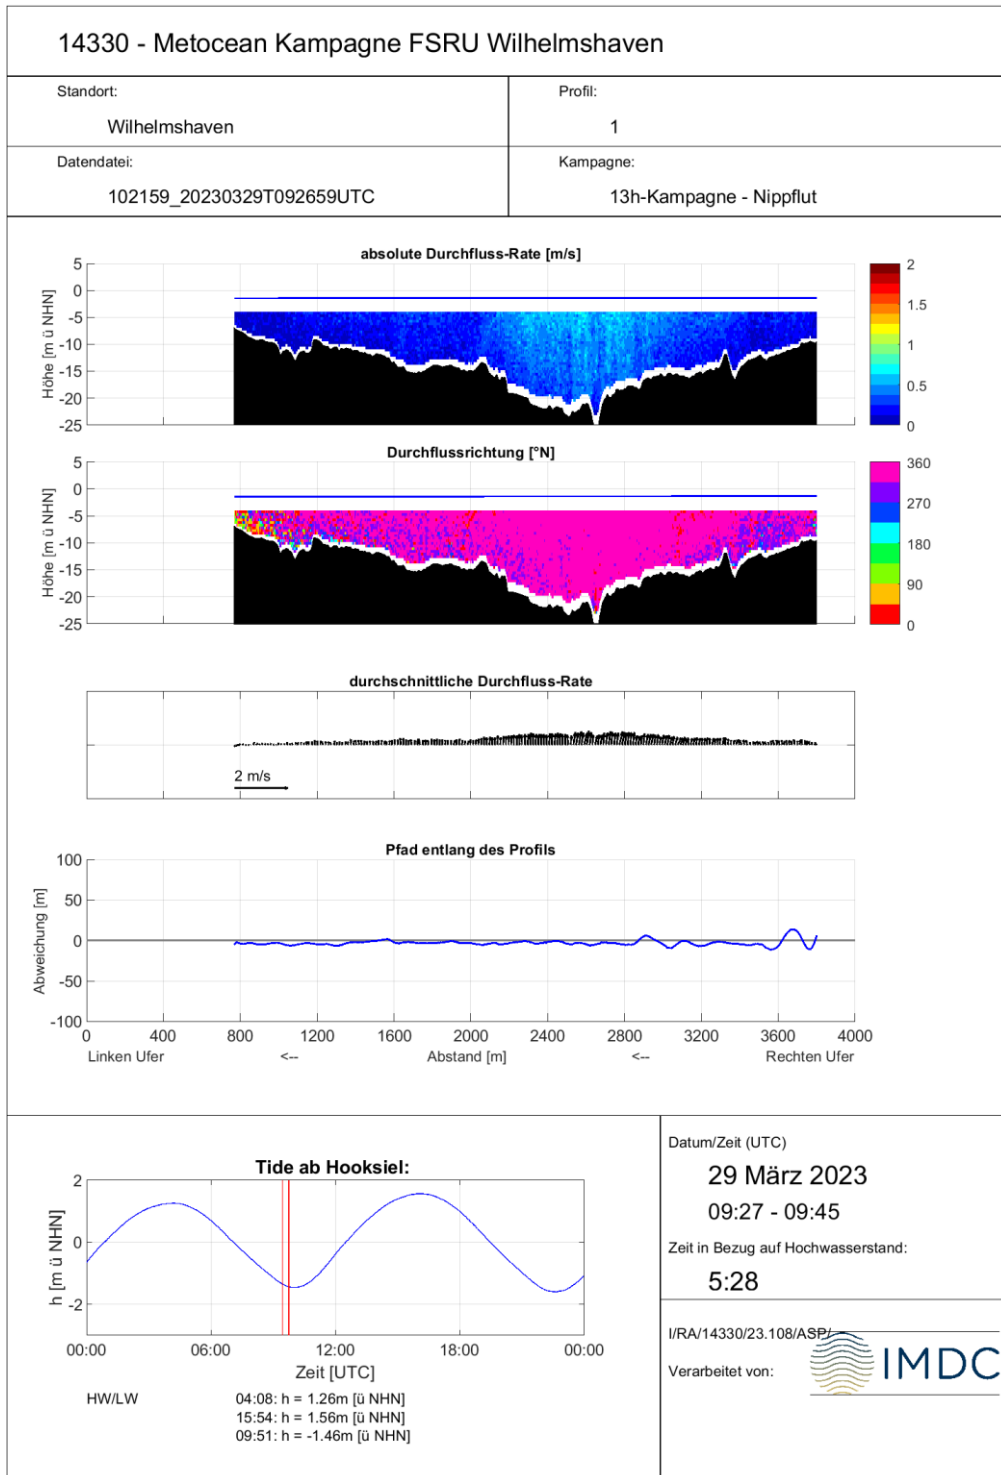 14330 - Metocean Kampagne FSRU Wilhelmshaven
Standort:
Wilhelmshaven
Profil:
1
Datendatei:
102159_20230329T092659UTC
Kampagne:
13h-Kampagne - Nippflut
absolute Durchfluss-Rate [m/s]
Höhe [m ü NHN]
5
0
-5
-10
-15
-20
-25
2
1.5
1
0.5
0
Durchflussrichtung [°N]
Höhe [m ü NHN]
5
0
-5
-10
-15
-20
-25
360
270
180
90
0
durchschnittliche Durchfluss-Rate
2 m/s
Pfad entlang des Profils
Abweichung [m]
100
50
0
-50
-100
0 400 800 1200 1600 2000 2400 2800 3200 3600 4000
Linken Ufer <-- Abstand [m] <-- Rechten Ufer
Tide ab Hooksiel:
h [m ü NHN]
2
0
-2
00:00 06:00 12:00 18:00 00:00
Zeit [UTC]
HW/LW
04:08: h = 1.26m [ü NHN]
15:54: h = 1.56m [ü NHN]
09:51: h = -1.46m [ü NHN]
Datum/Zeit (UTC)
29 März 2023
09:27 - 09:45
Zeit in Bezug auf Hochwasserstand:
5:28
I/RA/14330/23.108/ASP/
Verarbeitet von:
IMDC